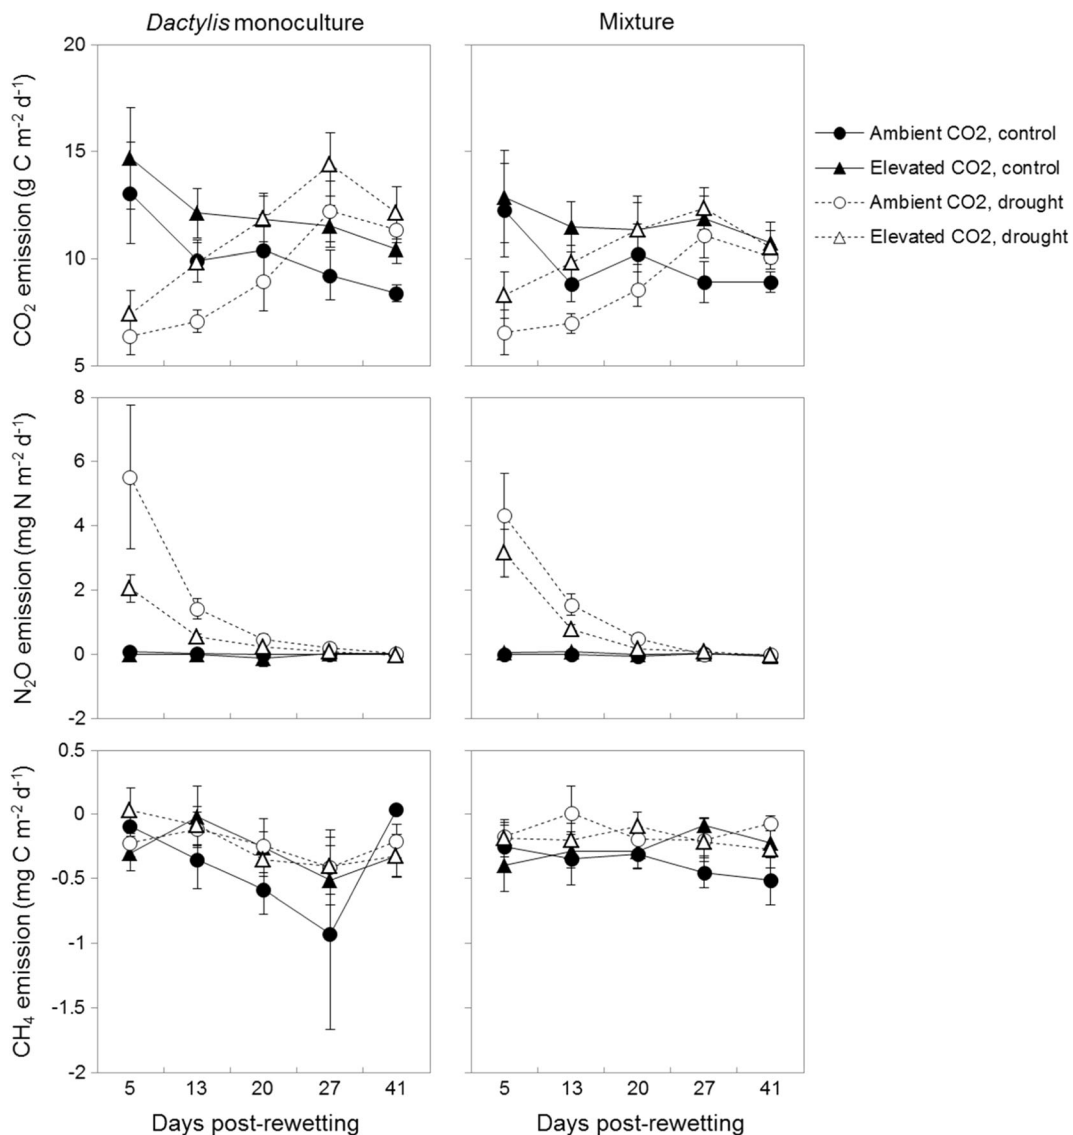 Dactylis monoculture
Mixture
CO2 emission (g C m-2 d-1)
20
15
10
5
Ambient CO2, control
Elevated CO2, control
Ambient CO2, drought
Elevated CO2, drought
N2O emission (mg N m-2 d-1)
8
6
4
2
0
-2
CH4 emission (mg C m-2 d-1)
0.5
0
-0.5
-1
-1.5
-2
5 13 20 27 41
5 13 20 27 41
Days post-rewetting
Days post-rewetting